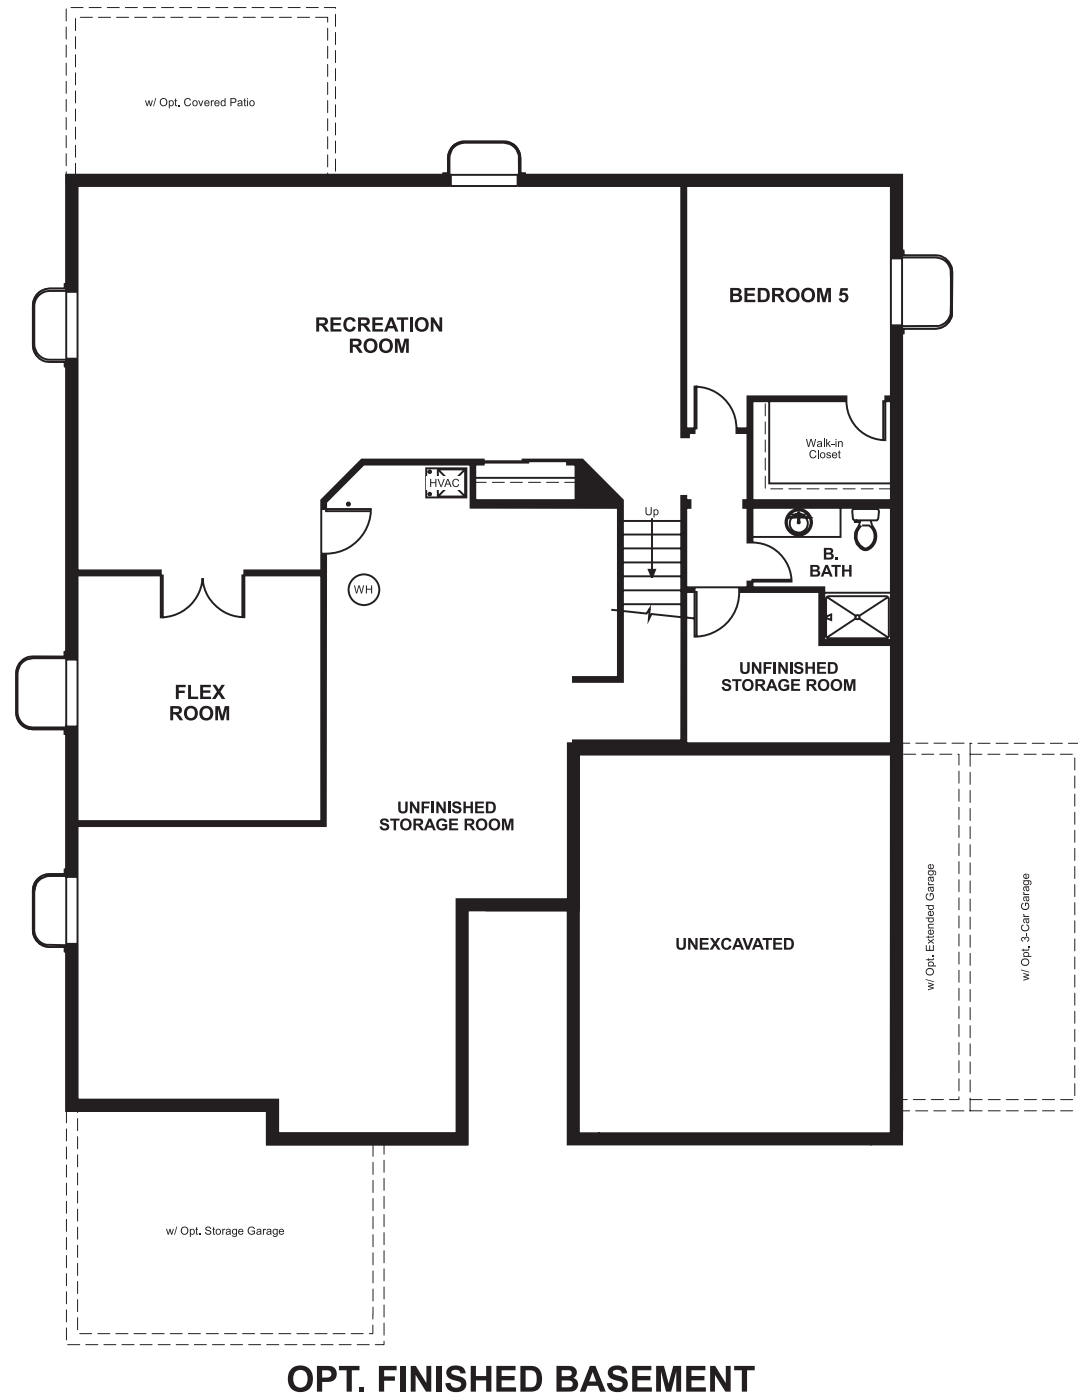 w/ Opt. Covered Patio
BEDROOM 5
RECREATION
ROOM
Walk-in
Closet
HVAC
Up
B.
BATH
WH
UNFINISHED
STORAGE ROOM
FLEX
ROOM
UNFINISHED
STORAGE ROOM
UNEXCAVATED
w/ Opt. Extended Garage
w/ Opt. 3-Car Garage
w/ Opt. Storage Garage
OPT. FINISHED BASEMENT